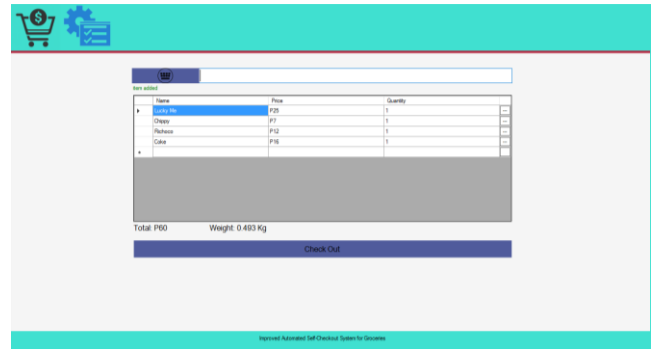 $
item added
Name Price Quantity
Lucky Me P25 1 ...
Chippy P7 1 ...
Picheco P12 1 ...
Coke P16 1 ...
Total: P60 Weight: 0.493 Kg
Check Out
Improved Automated Self Checkout System for Groceries